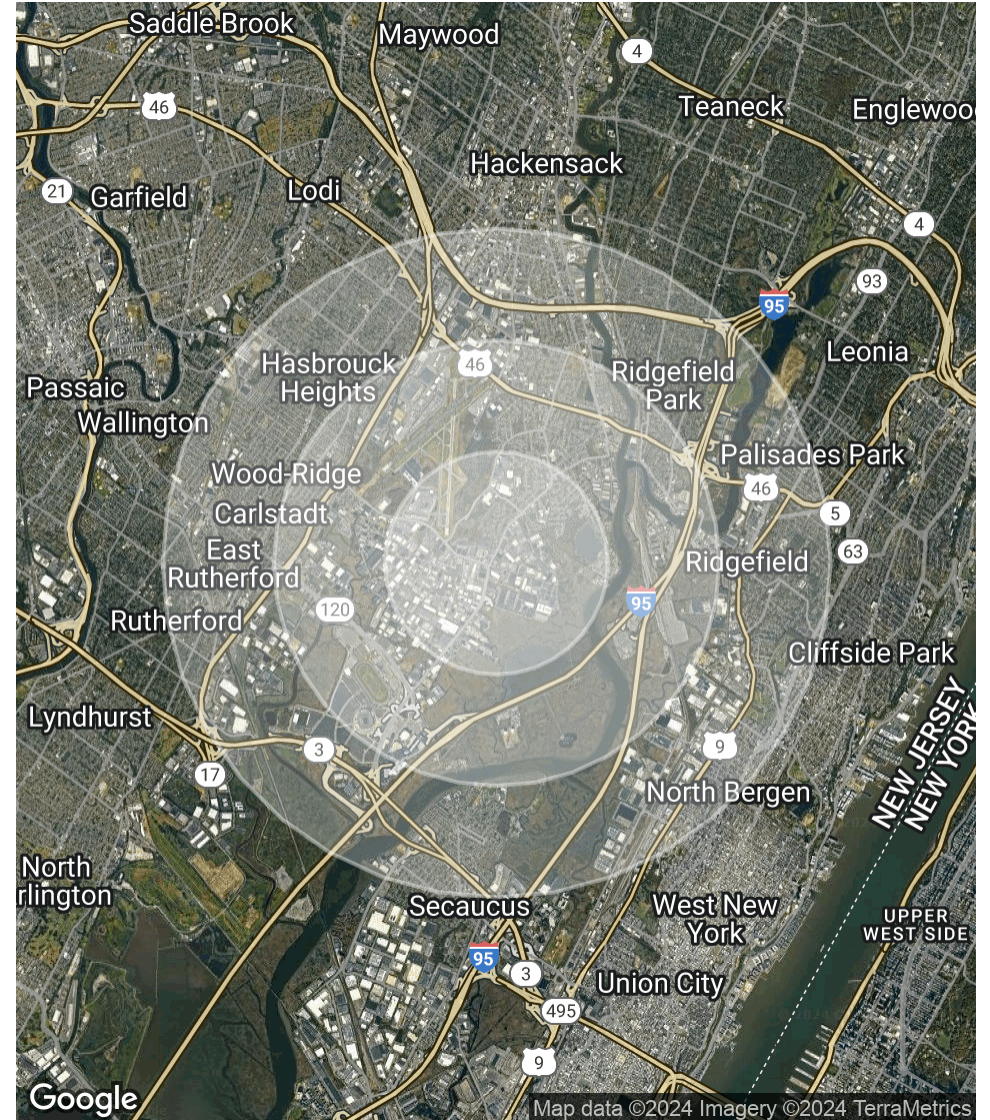 Saddle Brook
Maywood
4
46
Teaneck
Englewoo
Hackensack
21
Garfield
Lodi
4
93
95
Leonia
Hasbrouck
Heights
46
Ridgefield
Park
Passaic
Wallington
Palisades Park
Wood-Ridge
46
Carlstadt
5
East
Rutherford
63
Ridgefield
95
120
Rutherford
Cliffside Park
Lyndhurst
NEW JERSEY
NEW YORK
3
9
17
North Bergen
North
rlington
Secaucus
West New
York
UPPER
WEST SIDE
95
3
Union City
495
9
Google
Map data ©2024 Imagery ©2024 TerraMetrics